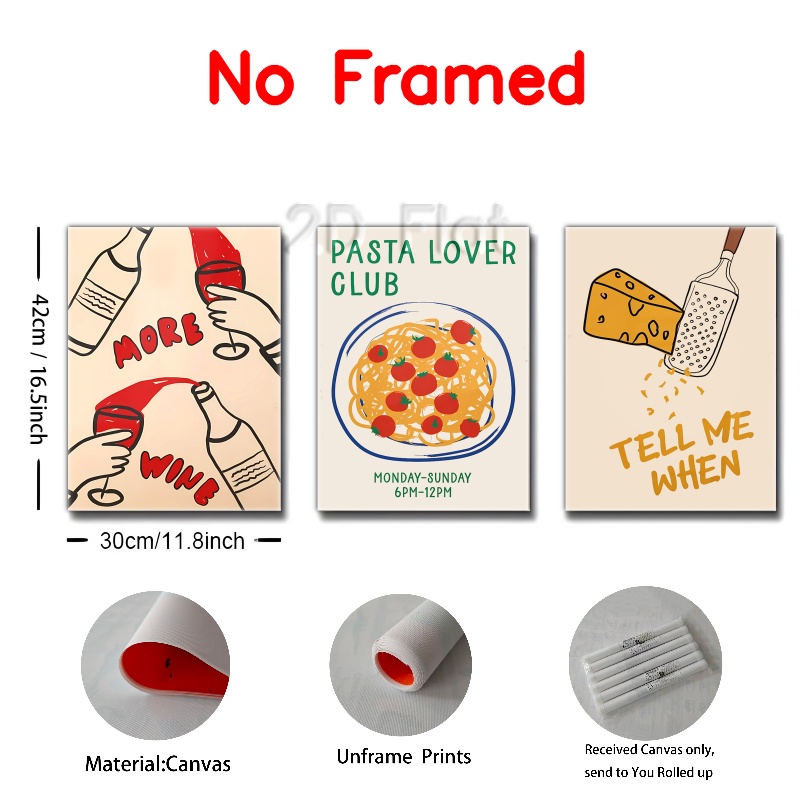 No Framed
2D Flat
MORE
WINE
PASTA LOVER
CLUB
MONDAY-SUNDAY
6PM-12PM
TELL ME
WHEN
42cm / 16.5inch
30cm/11.8inch
Material:Canvas
Unframe Prints
Received Canvas only,
send to You Rolled up